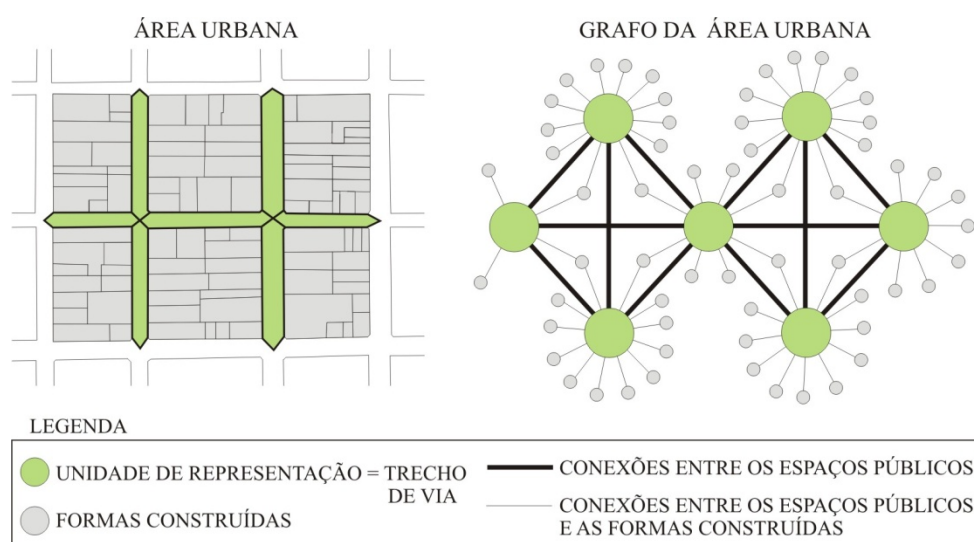 ÁREA URBANA
GRAFO DA ÁREA URBANA
LEGENDA
UNIDADE DE REPRESENTAÇÃO = TRECHO
DE VIA
FORMAS CONSTRUÍDAS
CONEXÕES ENTRE OS ESPAÇOS PÚBLICOS
CONEXÕES ENTRE OS ESPAÇOS PÚBLICOS
E AS FORMAS CONSTRUÍDAS